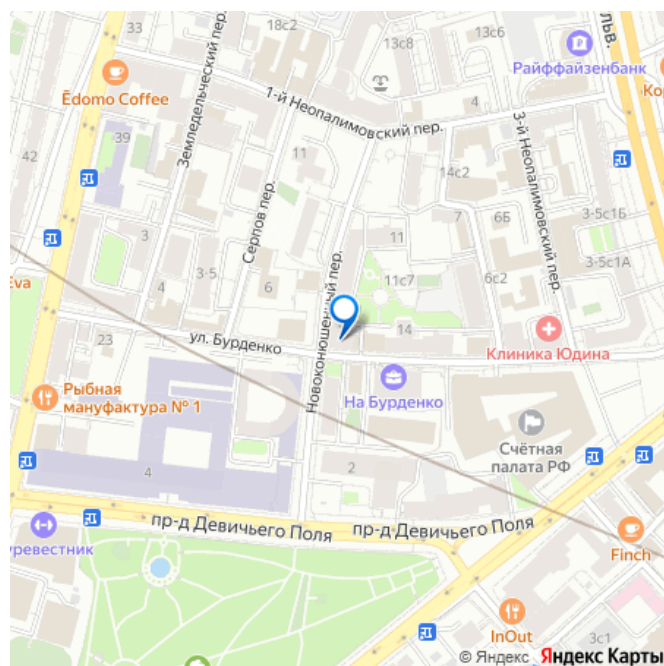 33
18с2
13с8
13с6
Райффайзенбанк
Ēdomo Coffee
Земледельческий пер.
1-й Неопалимовский пер.
4
3-й Неопалимовский пер.
39
42
11
14с2
Серпов пер.
7
6Б
3-5с1Б
3
11
3-5с1А
3-5
4
6
11с7
6с2
Eva
Новоконюшенный пер.
14
ул. Бурденко
23
Клиника Юдина
Рыбная
мануфактура № 1
На Бурденко
Счётная
палата РФ
4
2
пр-д Девичьего Поля
пр-д Девичьего Поля
Finch
InOut
3с1
© Яндекс Яндекс Карты